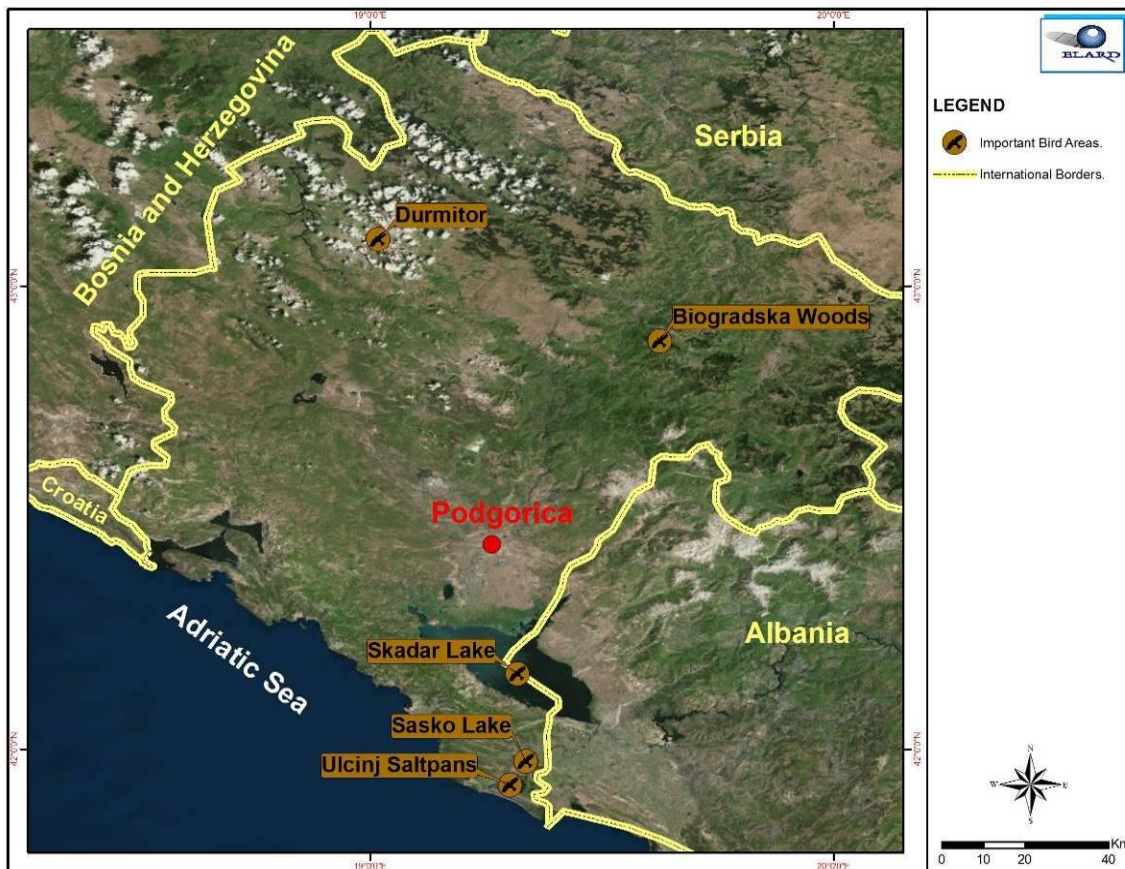 19°0'0"E
20°0'0"E
BLARD
LEGEND
Important Bird Areas.
International Borders.
Bosnia and Herzegovina
Serbia
Durmitor
43°0'0"N
43°0'0"N
Biogradska Woods
Croatia
Podgorica
Adriatic Sea
Albania
Skadar Lake
Sasko Lake
Ulcinj Saltpans
42°0'0"N
42°0'0"N
N
W
E
S
Km
0 10 20 40
19°0'0"E
20°0'0"E